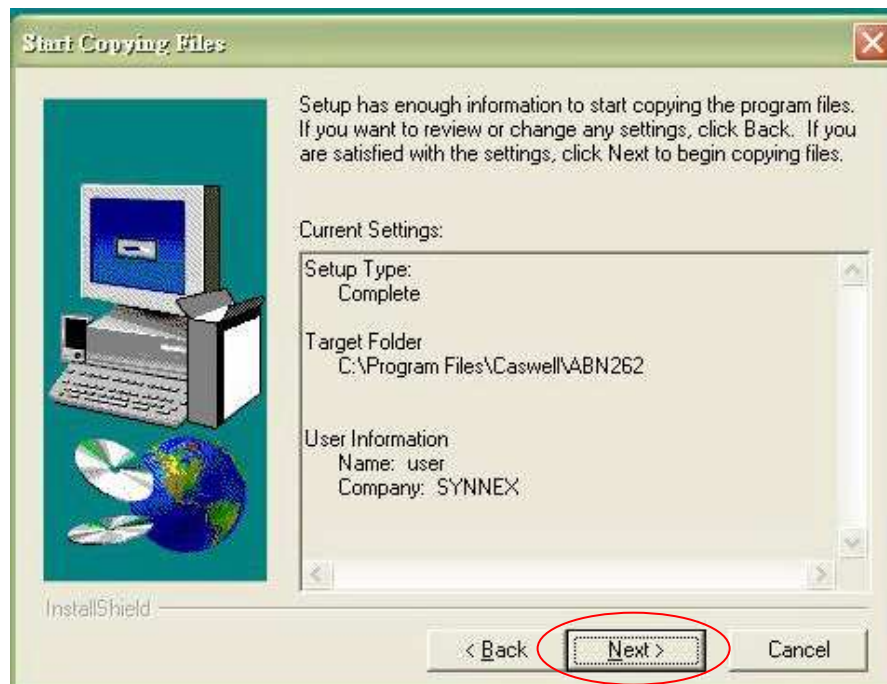 Start Copying Files
Setup has enough information to start copying the program files.
If you want to review or change any settings, click Back. If you
are satisfied with the settings, click Next to begin copying files.
Current Settings:
Setup Type:
Complete
Target Folder
C:\Program Files\Caswell\ABN262
User Information
Name: user
Company: SYNNEX
InstallShield
< Back
Next >
Cancel